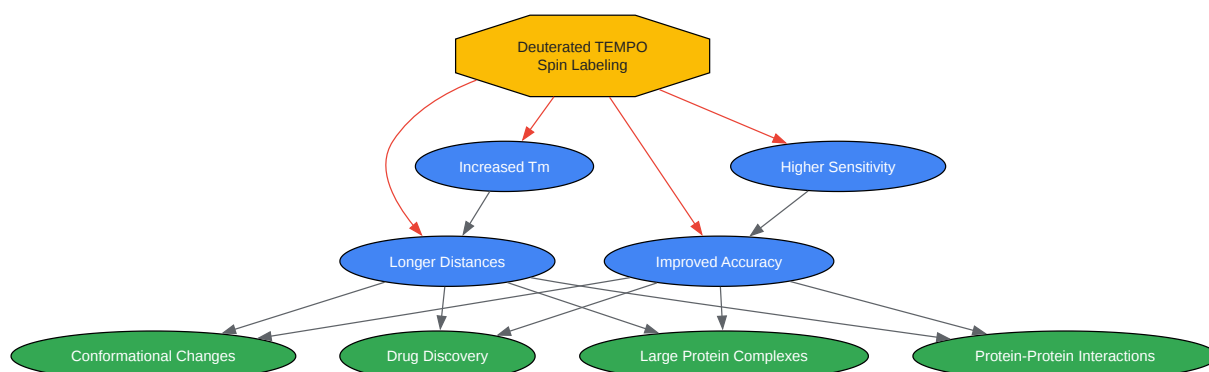 Deuterated TEMPO
Spin Labeling
Increased Tm
Higher Sensitivity
Longer Distances
Improved Accuracy
Conformational Changes
Drug Discovery
Large Protein Complexes
Protein-Protein Interactions